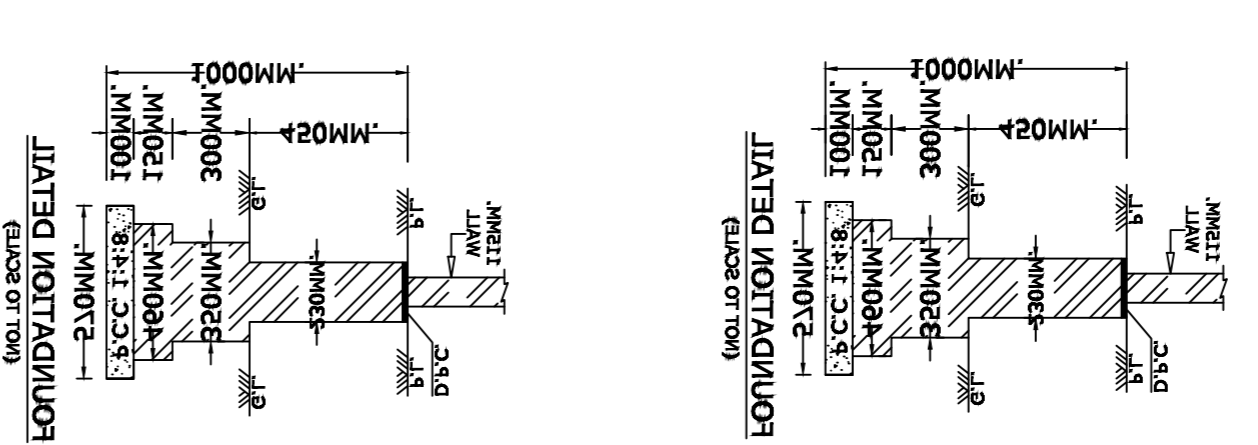 1000MM.
100MM.
150MM.
300MM.
450MM.
G.L.
P.L.
WALL
115MM.
570MM.
P.C.C. 1:4:8
460MM.
350MM.
230MM.
G.L.
P.L.
D.P.C.
FOUNDATION DETAIL
(NOT TO SCALE)
1000MM.
100MM.
150MM.
300MM.
450MM.
G.L.
P.L.
WALL
115MM.
570MM.
P.C.C. 1:4:8
460MM.
350MM.
230MM.
G.L.
P.L.
D.P.C.
FOUNDATION DETAIL
(NOT TO SCALE)